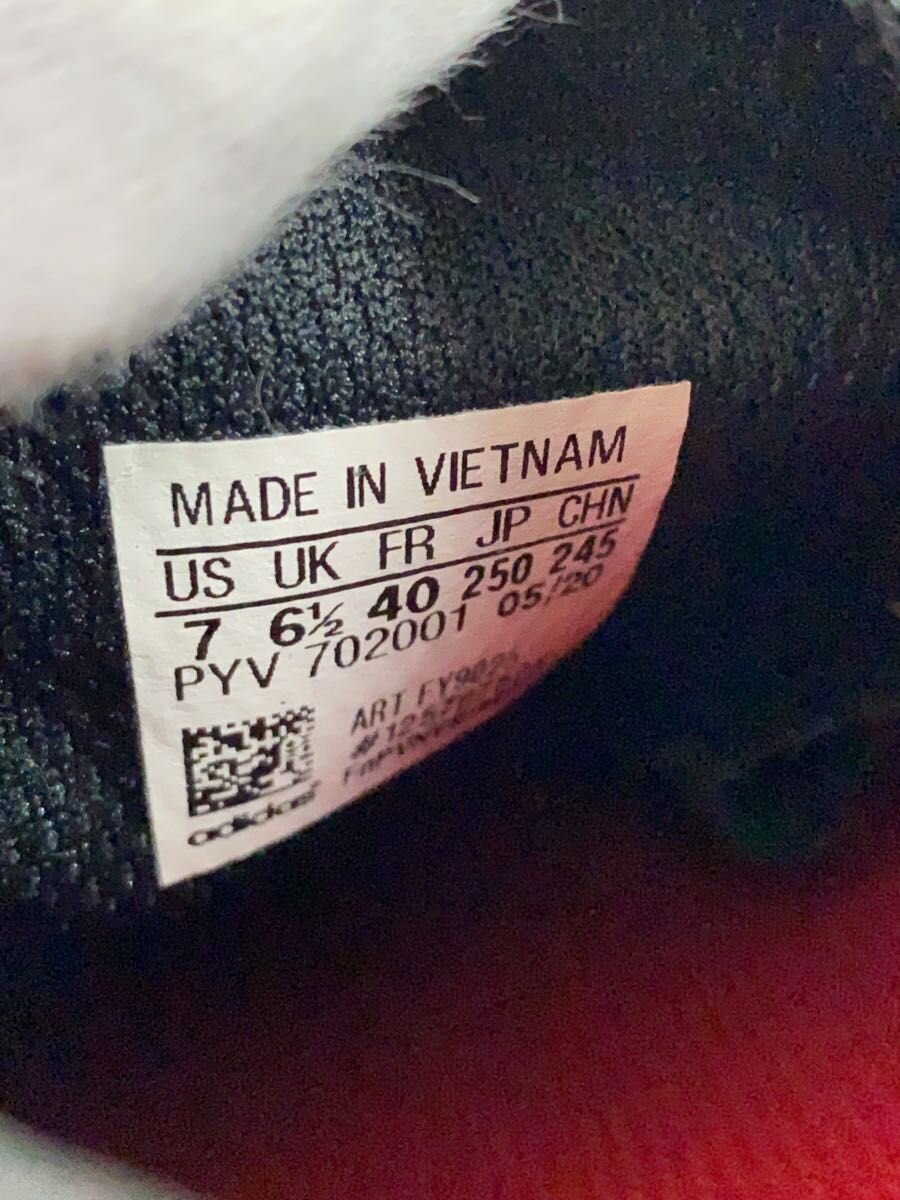 MADE IN VIETNAM
US UK FR JP CHN
7 6½ 40 250 245
PYV 702001 05/20
ART
adidas